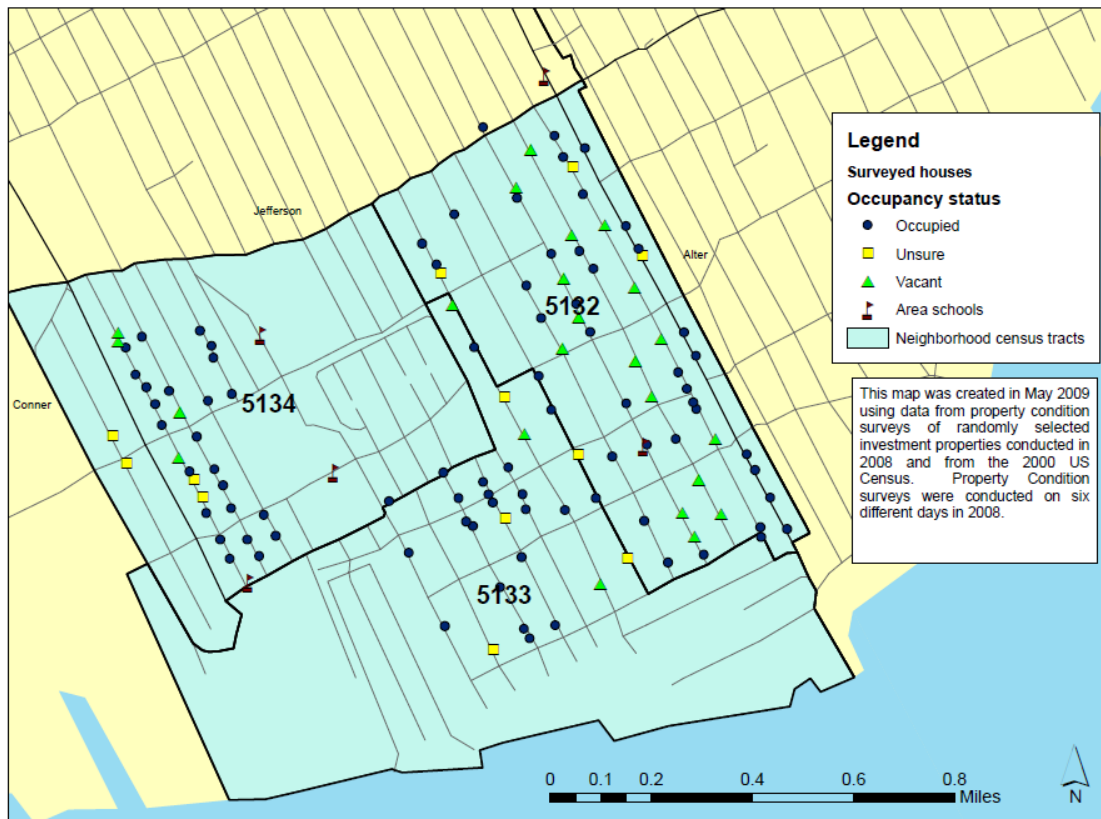 Jefferson
Alter
Conner
5132
5134
5133
Legend
Surveyed houses
Occupancy status
Occupied
Unsure
Vacant
Area schools
Neighborhood census tracts
This map was created in May 2009
using data from property condition
surveys of randomly selected
investment properties conducted in
2008 and from the 2000 US
Census. Property Condition
surveys were conducted on six
different days in 2008.
0 0.1 0.2 0.4 0.6 0.8
Miles
N